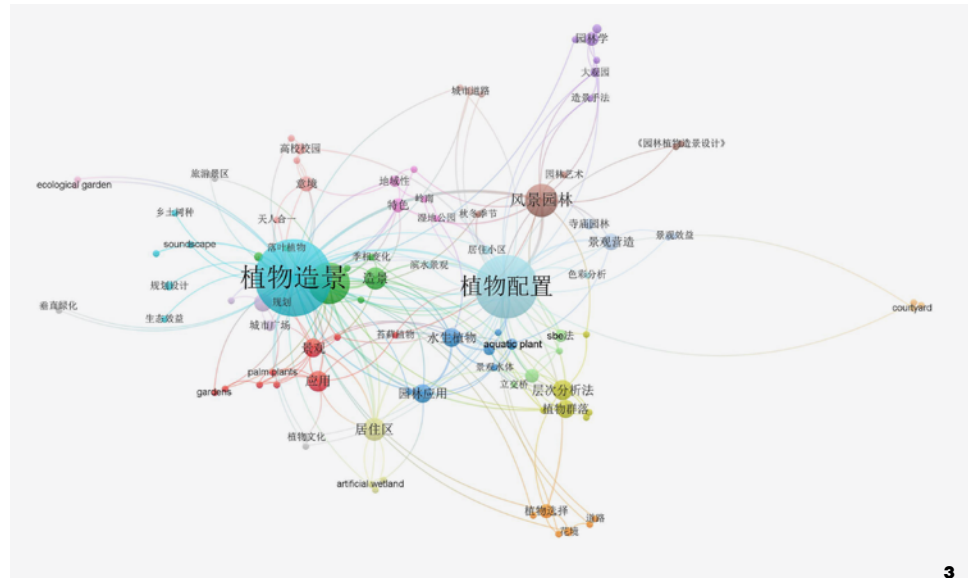 园林学
大观园
造景手法
城市道路
《园林植物造景设计》
高校校园
园林艺术
旅游景区
地域性
ecological garden
意境
岭南
风景园林
特色
乡土树种
天人合一
湿地公园
秋冬季节
寺庙园林
景观营造
景观效益
soundscape
落叶植物
季相变化
居住小区
滨水景观
植物造景
造景
植物配置
色彩分析
规划设计
规划
垂直绿化
courtyard
生态效益
城市广场
苔藓植物
水生植物
sbe法
aquatic plant
景观
景观水体
palm plants
应用
立交桥
gardens
园林应用
层次分析法
植物群落
居住区
植物文化
artificial wetland
植物选择
道路
花境
3